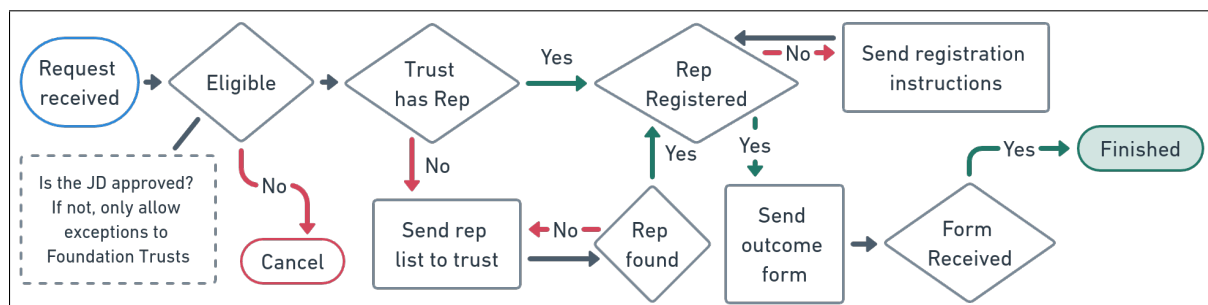 Request
received
Eligible
Trust
has Rep
Yes
Rep
Registered
No
Send registration
instructions
Is the JD approved?
If not, only allow
exceptions to
Foundation Trusts
No
Cancel
No
Send rep
list to trust
No
Rep
found
Yes
Yes
Send
outcome
form
Form
Received
Yes
Finished